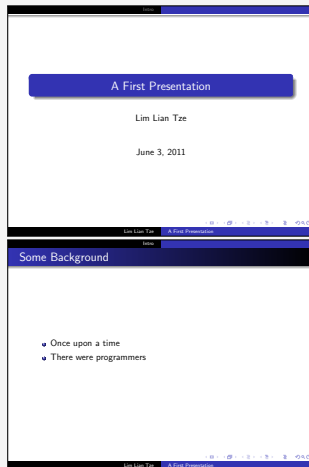 Intro
A First Presentation
Lim Lian Tze
June 3, 2011
Lim Lian Tze A First Presentation
Intro
Some Background
Once upon a time
There were programmers
Lim Lian Tze A First Presentation